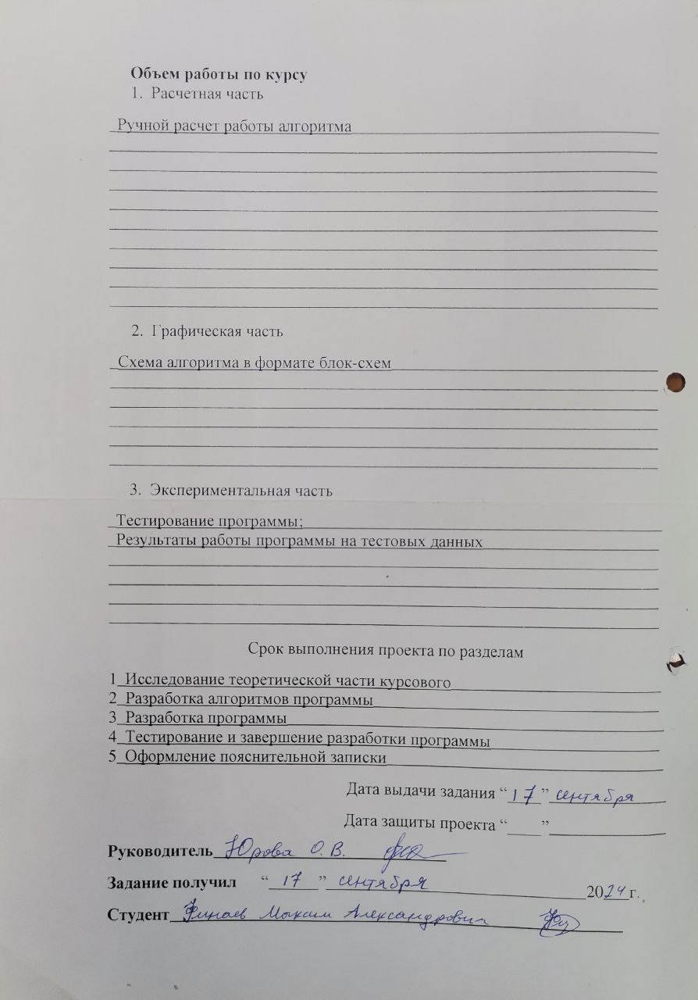 Объем работы по курсу
1. Расчетная часть
Ручной расчет работы алгоритма
2. Графическая часть
Схема алгоритма в формате блок-схем
3. Экспериментальная часть
Тестирование программы;
Результаты работы программы на тестовых данных
Срок выполнения проекта по разделам
1 Исследование теоретической части курсового
2 Разработка алгоритмов программы
3 Разработка программы
4 Тестирование и завершение разработки программы
5 Оформление пояснительной записки
Дата выдачи задания “17” сентября
Дата защиты проекта “____”
Руководитель Юрова О. В.
Задание получил “17” сентября 2024 г.
Студент Финаев Максим Александрович